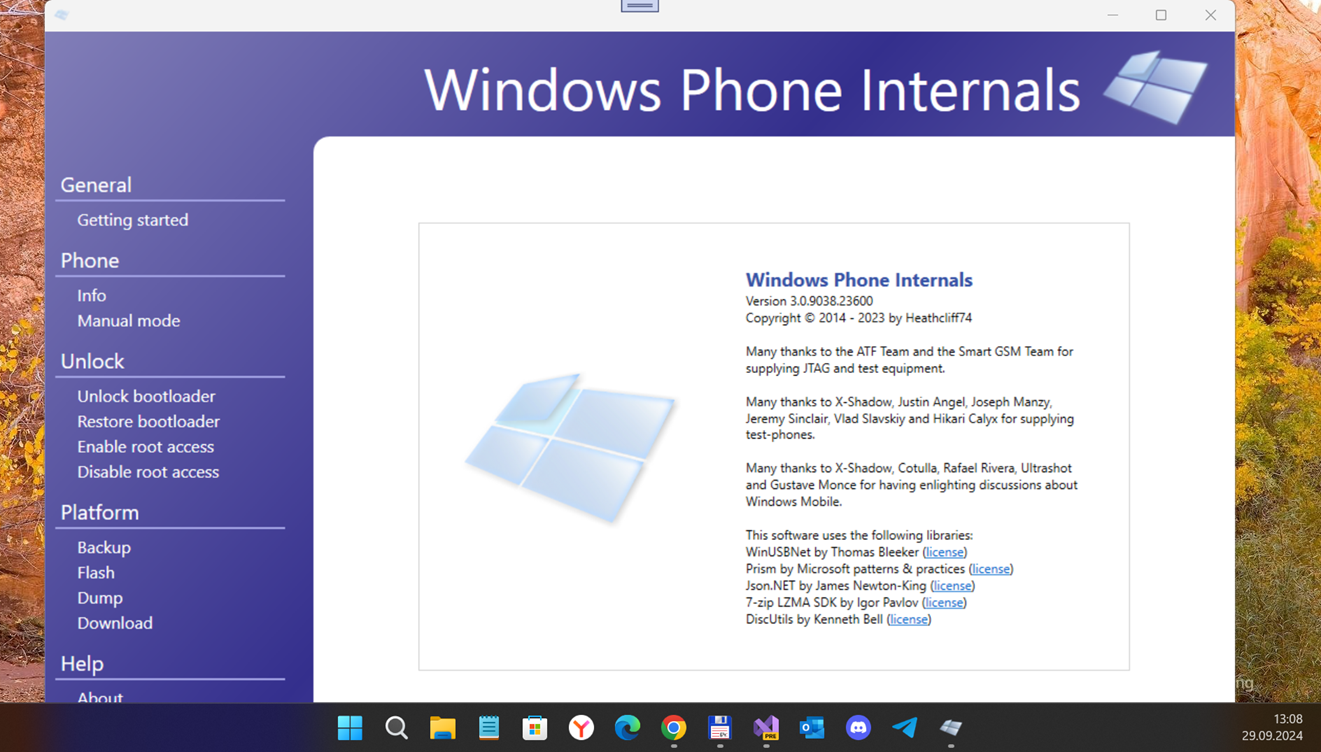 Windows Phone Internals
General
Getting started
Phone
Info
Manual mode
Unlock
Unlock bootloader
Restore bootloader
Enable root access
Disable root access
Platform
Backup
Flash
Dump
Download
Help
About
Windows Phone Internals
Version 3.0.9038.23600
Copyright © 2014 - 2023 by Heathcliff74
Many thanks to the ATF Team and the Smart GSM Team for
supplying JTAG and test equipment.
Many thanks to X-Shadow, Justin Angel, Joseph Manzy,
Jeremy Sinclair, Vlad Slavskiy and Hikari Calyx for supplying
test-phones.
Many thanks to X-Shadow, Cotulla, Rafael Rivera, Ultrashot
and Gustave Monce for having enlighting discussions about
Windows Mobile.
This software uses the following libraries:
WinUSBNet by Thomas Bleeker (license)
Prism by Microsoft patterns & practices (license)
Json.NET by James Newton-King (license)
7-zip LZMA SDK by Igor Pavlov (license)
DiscUtils by Kenneth Bell (license)
ng
64
PRE
13:08
29.09.2024